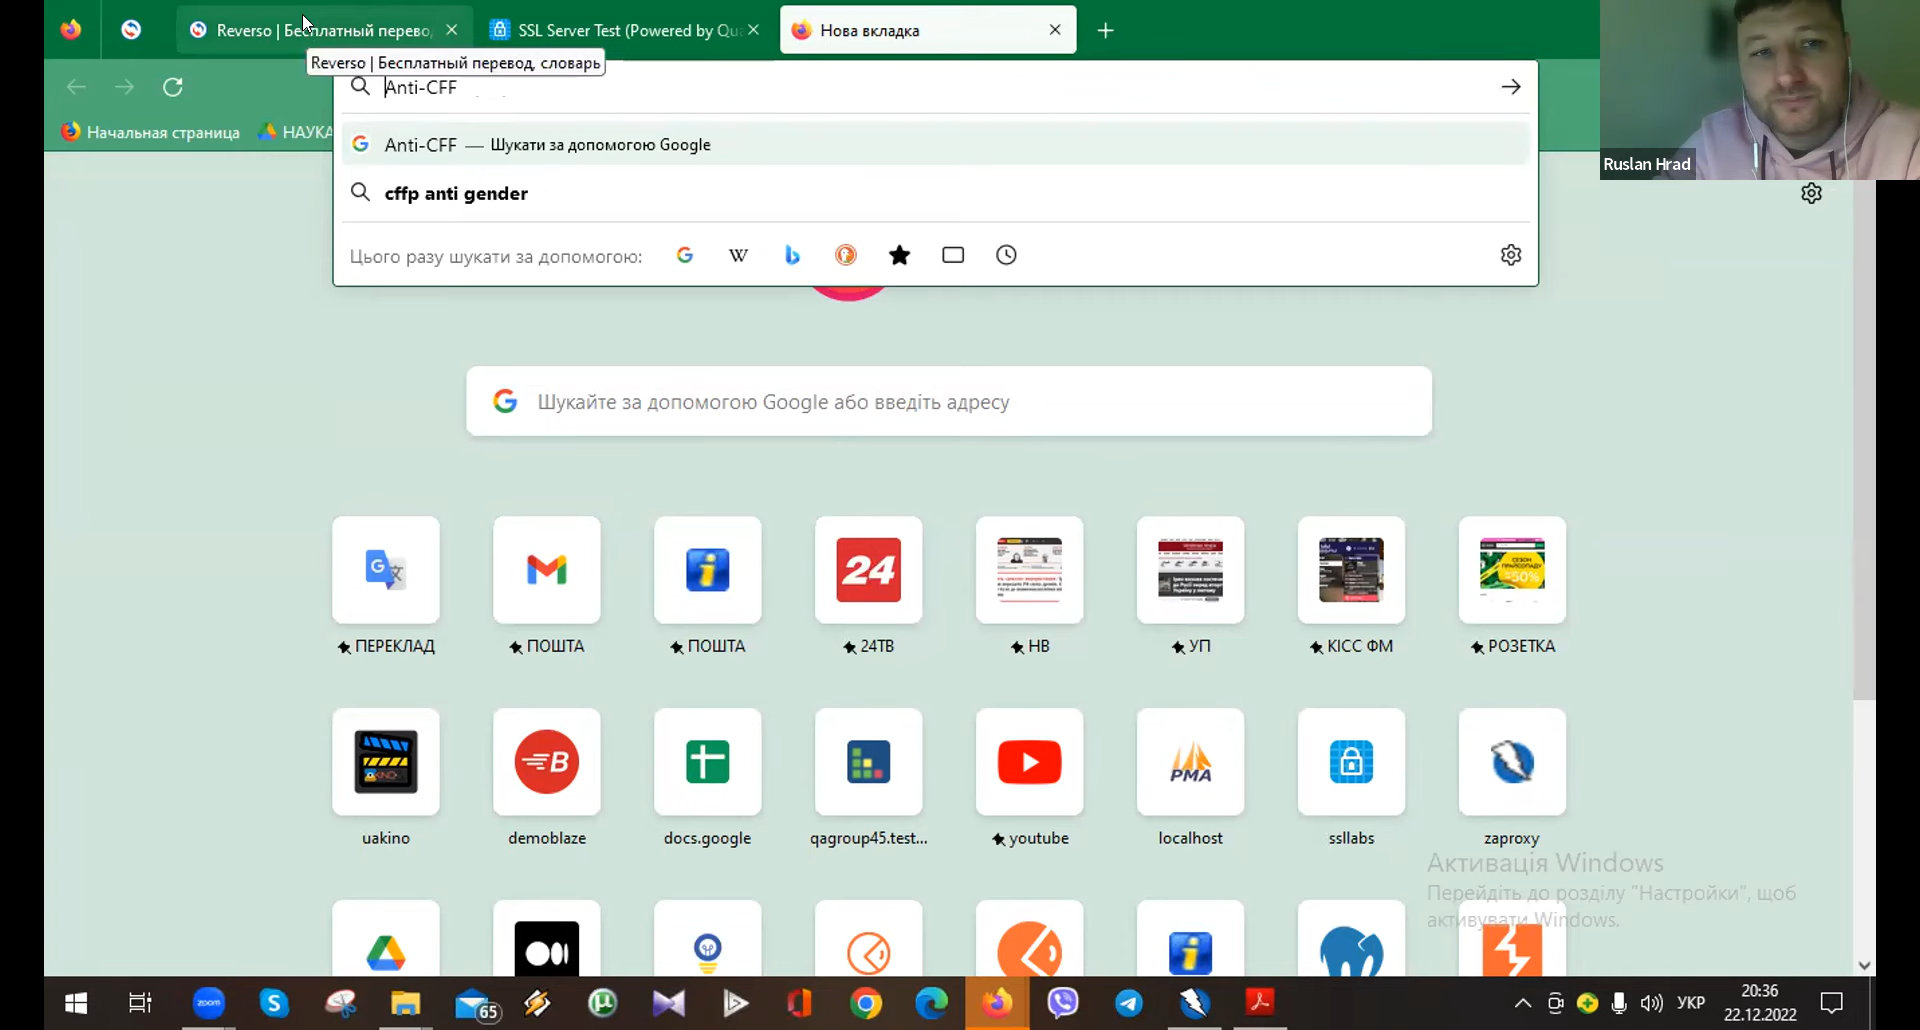 Reverso | Бесплатный перево
SSL Server Test (Powered by Qua
Нова вкладка
Reverso | Бесплатный перевод, словарь
Anti-CFF
Начальная страница
НАУКА
Anti-CFF — Шукати за допомогою Google
cffp anti gender
Цього разу шукати за допомогою:
Ruslan Hrad
Шукайте за допомогою Google або введіть адресу
24
ПЕРЕКЛАД
ПОШТА
ПОШТА
24ТВ
НВ
УП
КІСС ФМ
РОЗЕТКА
PMA
uakino
demoblaze
docs.google
qagroup45.test...
youtube
localhost
ssllabs
zaproxy
Активація Windows
Перейдіть до розділу "Настройки", щоб
активувати Windows.
zoom
65
УКР
20:36
22.12.2022